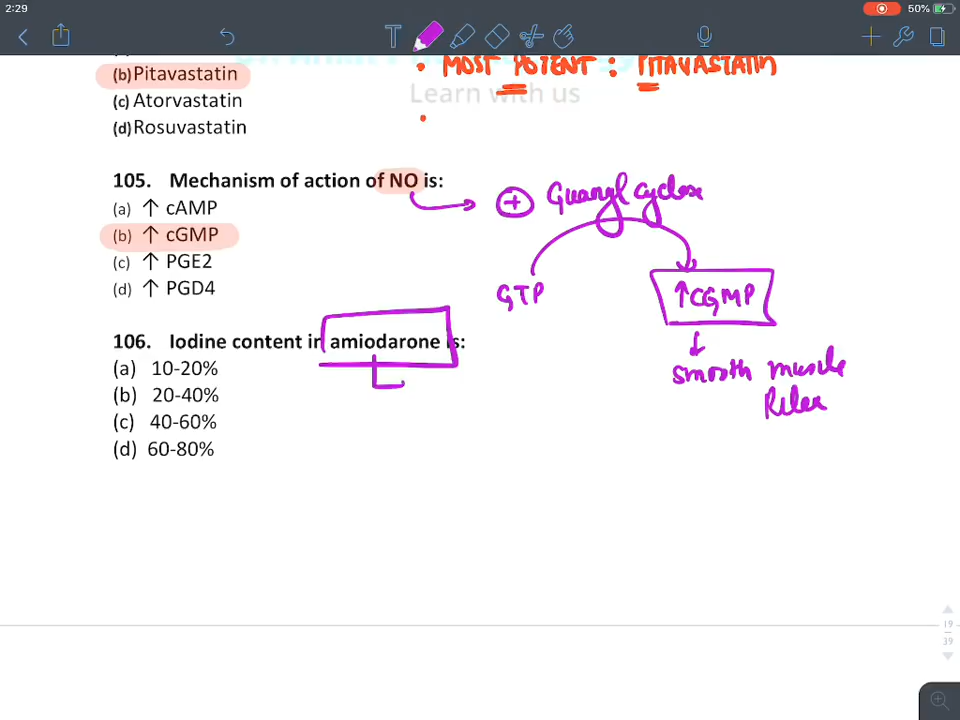 2:29
50%
T
(b) Pitavastatin
(c) Atorvastatin
(d) Rosuvastatin
• MOST POTENT : PITAVASTATIN
Learn with us
105. Mechanism of action of NO is:
(a) ↑ cAMP
(b) ↑ cGMP
(c) ↑ PGE2
(d) ↑ PGD4
+ Guanyl cyclase
GTP
↑CGMP
smooth muscle
Relax
106. Iodine content in amiodarone is:
(a) 10-20%
(b) 20-40%
(c) 40-60%
(d) 60-80%
19
39